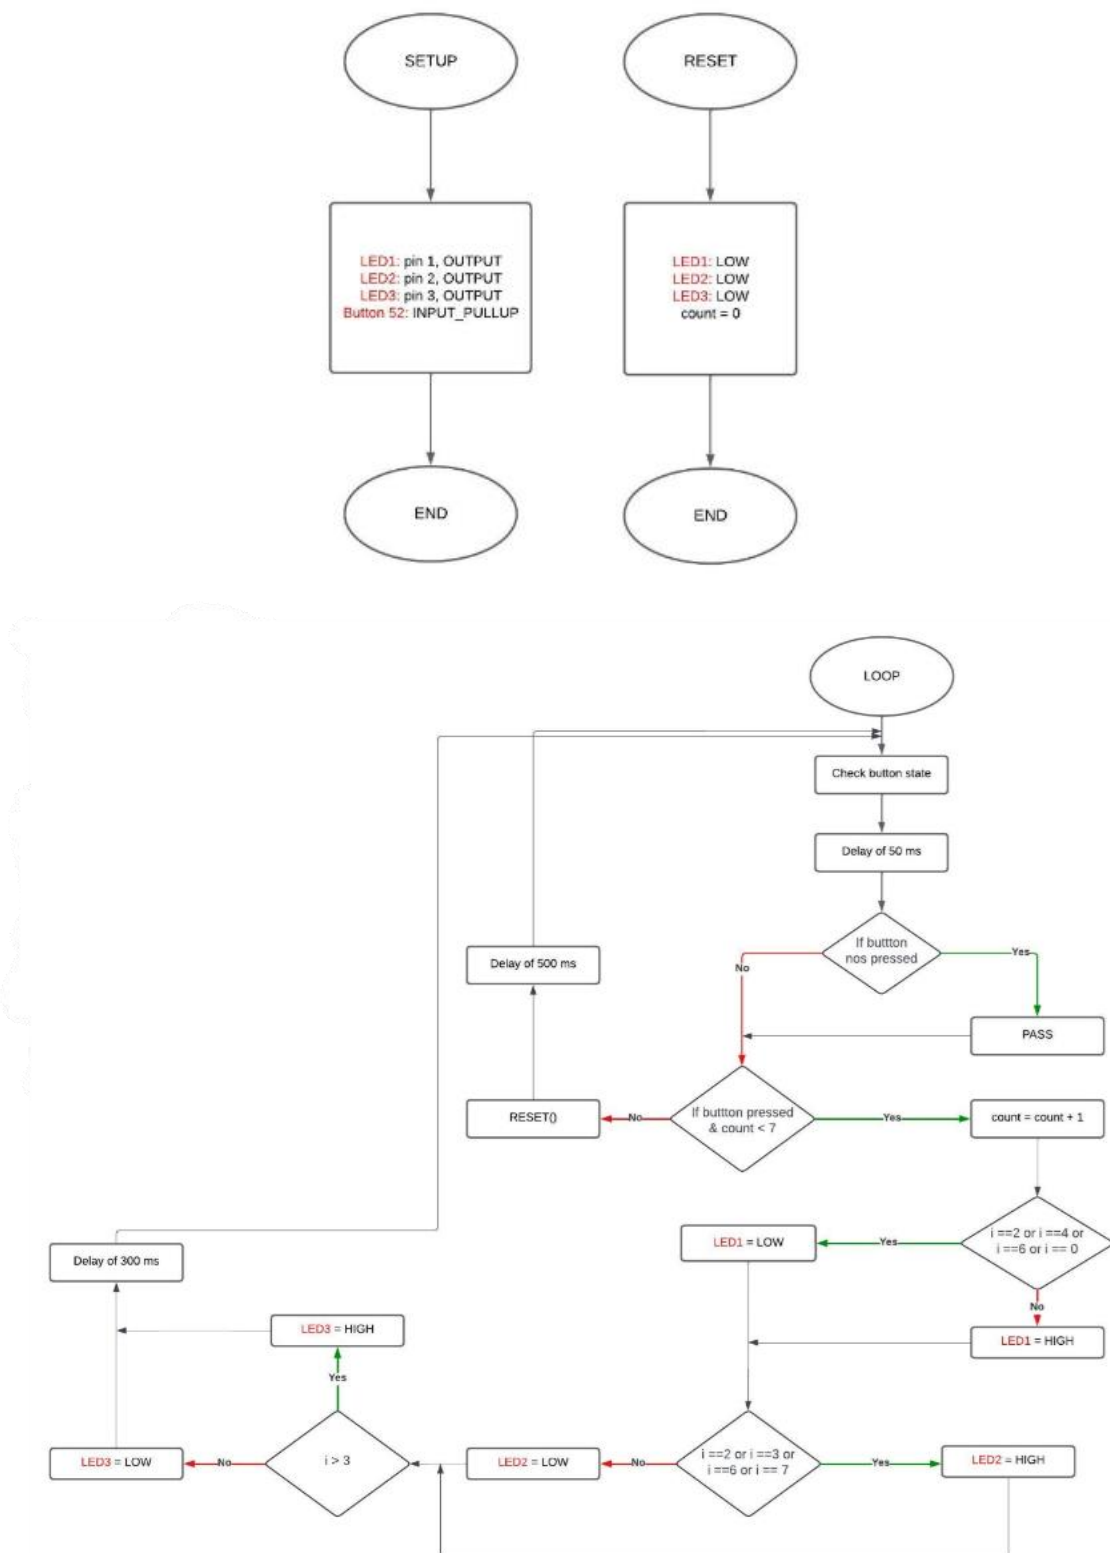 SETUP
RESET
LED1: pin 1, OUTPUT
LED2: pin 2, OUTPUT
LED3: pin 3, OUTPUT
Button 52: INPUT_PULLUP
LED1: LOW
LED2: LOW
LED3: LOW
count = 0
END
END
LOOP
Check button state
Delay of 50 ms
If buttton
nos pressed
No
Yes
Delay of 500 ms
PASS
RESET()
No
If buttton pressed
& count < 7
Yes
count = count + 1
LED1 = LOW
Yes
i ==2 or i ==4 or
i ==6 or i == 0
No
LED1 = HIGH
Delay of 300 ms
LED3 = HIGH
Yes
LED3 = LOW
No
i > 3
LED2 = LOW
No
i ==2 or i ==3 or
i ==6 or i == 7
Yes
LED2 = HIGH